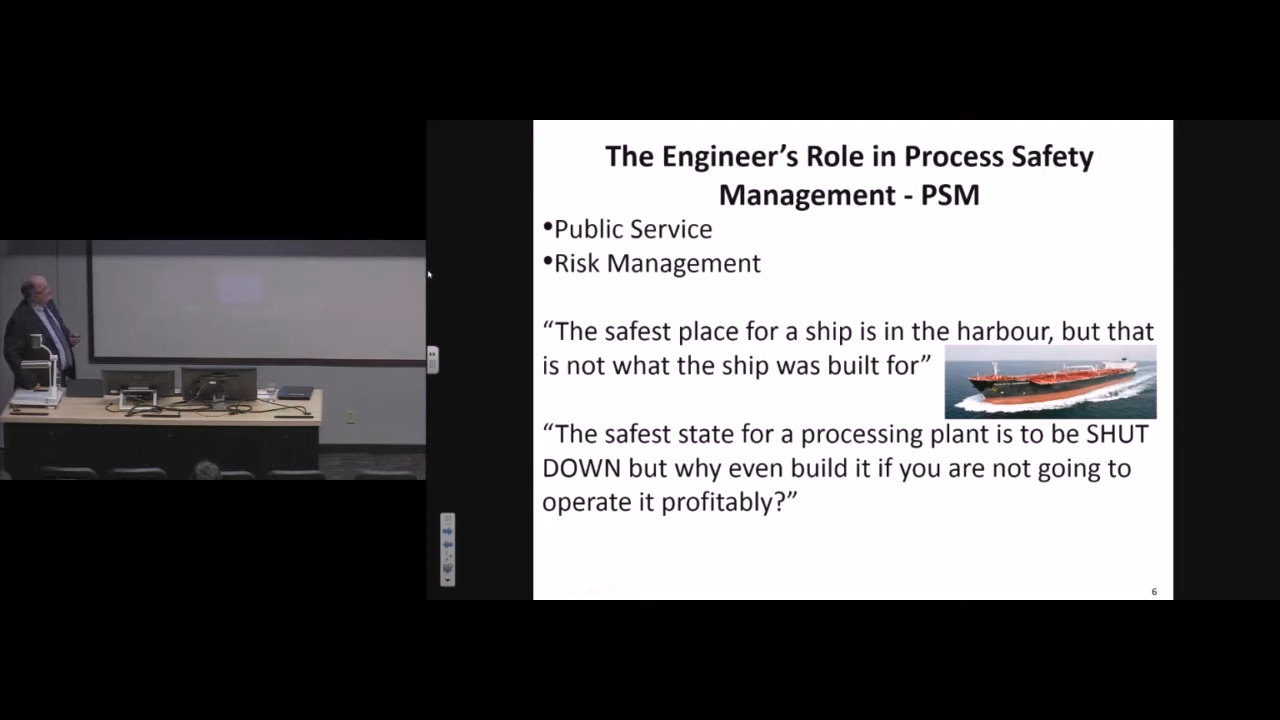 The Engineer’s Role in Process Safety
Management - PSM
•Public Service
•Risk Management
“The safest place for a ship is in the harbour, but that
is not what the ship was built for”
“The safest state for a processing plant is to be SHUT
DOWN but why even build it if you are not going to
operate it profitably?”
6